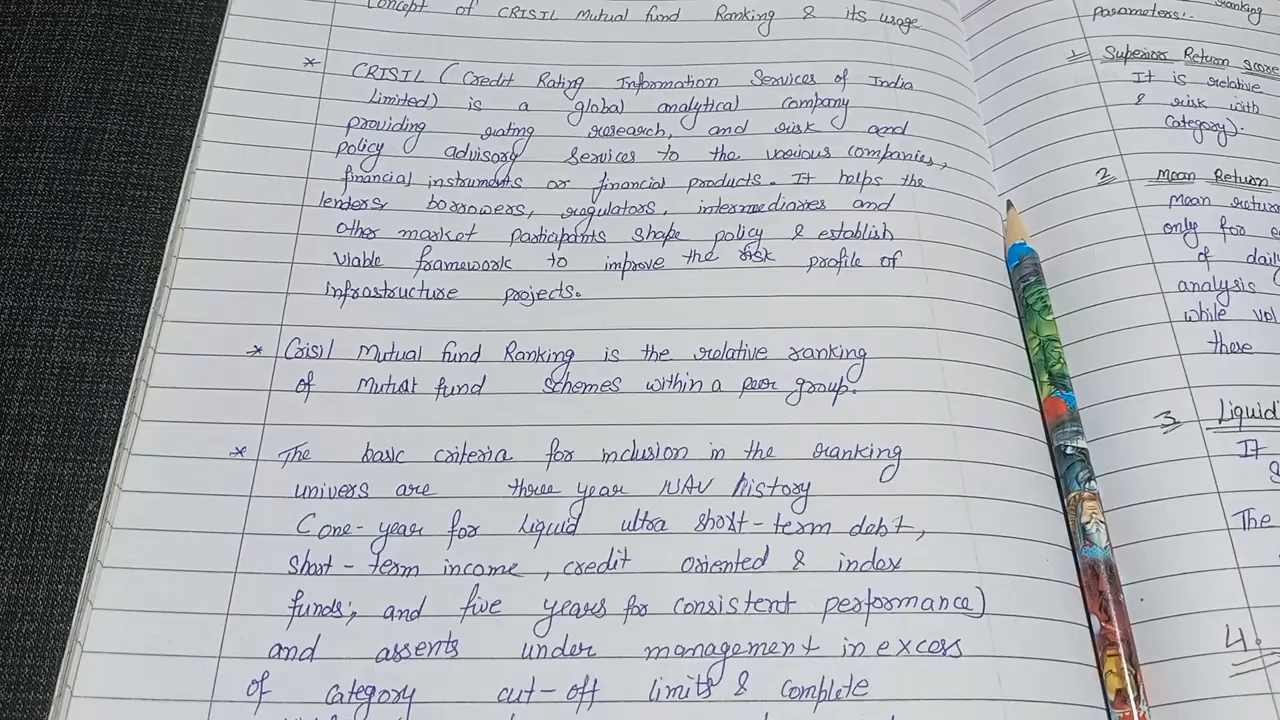 Concept of CRISIL Mutual fund Ranking & its usage
* CRISIL (Credit Rating Information Services of India
Limited) is a global analytical company
providing rating research, and risk and
policy advisory services to the various companies,
financial instruments or financial products. It helps the
lenders, borrowers, regulators, intermediaries and
other market participants shape policy & establish
viable framework to improve the risk profile of
infrastructure projects.
* Crisil Mutual fund Ranking is the relative ranking
of Mutual fund schemes within a peer group.
* The basic criteria for inclusion in the ranking
univers are three year NAV history
(one-year for Liquid ultra short-term debt,
short-term income, credit oriented & index
funds; and five years for consistent performance)
and assents under management in excess
of category cut-off limits & complete
ranking
parameters:
1 Superior Return score
It is relative
& risk with
Category).
2 Mean Return
Mean return
only for
of daily
analysis
while vol
these
3 Liquid
It
The
4.